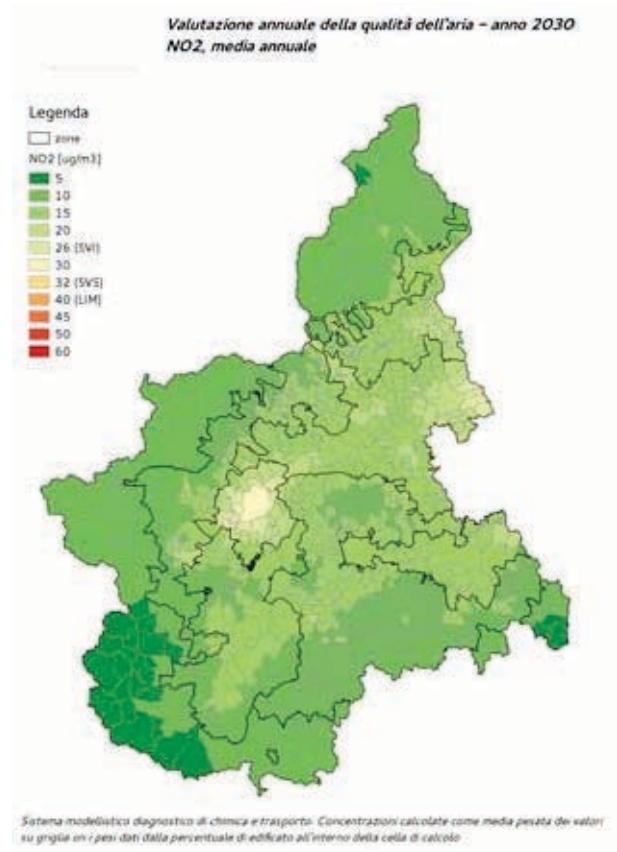 Valutazione annuale della qualità dell'aria – anno 2030
NO2, media annuale
Legenda
zone
NO2 [ug/m3]
5
10
15
20
26 (SVI)
30
32 (SVS)
40 (LIM)
45
50
60
Sistema modellistico diagnostico di chimica e trasporto. Concentrazioni calcolate come media pesata dei valori
su griglia on i pesi dati dalla percentuale di edificato all'interno della cella di calcolo